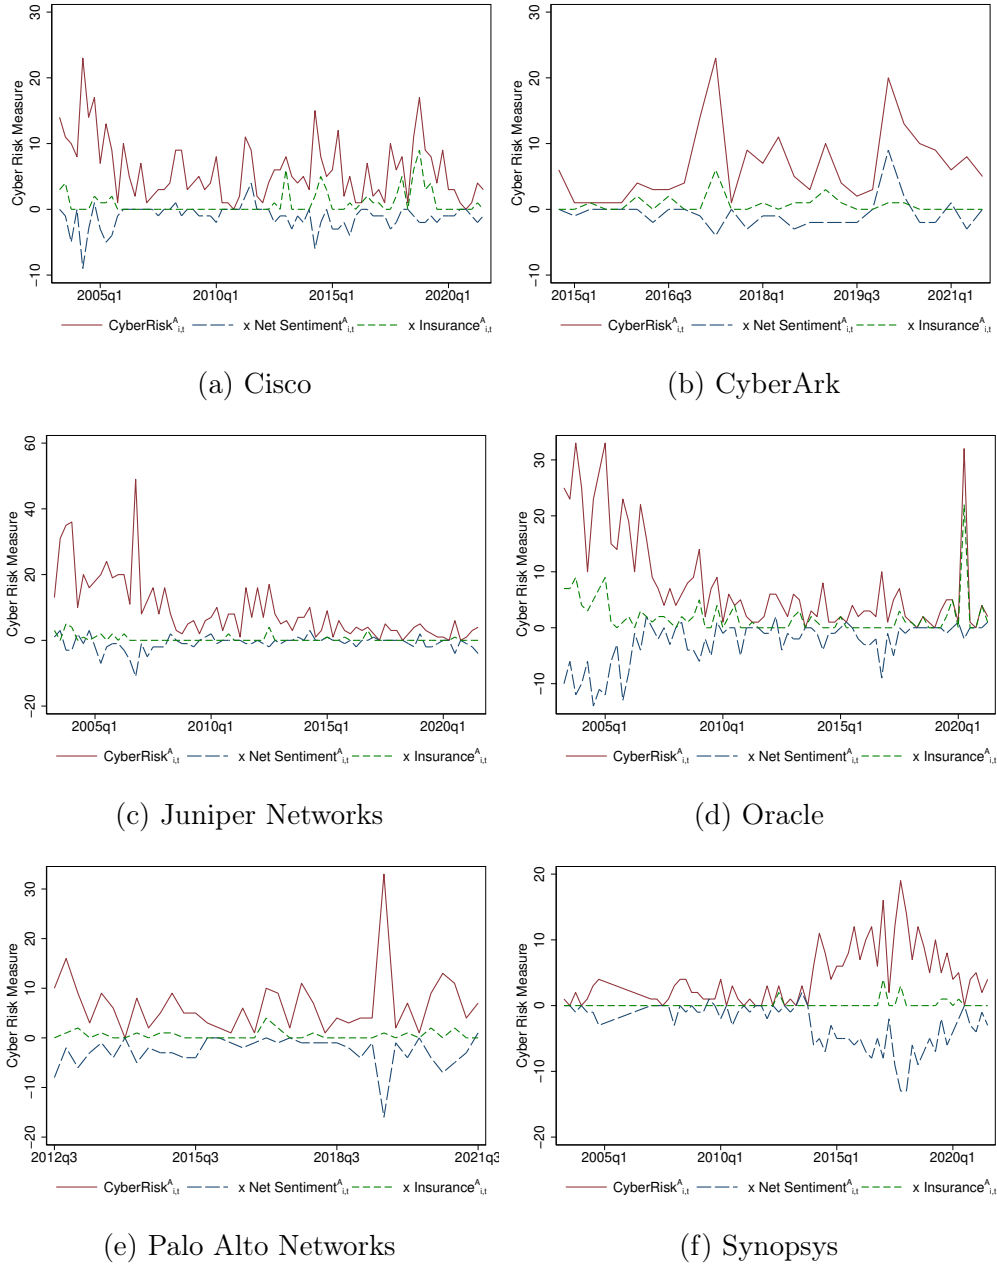 30
20
10
0
−10
Cyber Risk Measure
2005q1 2010q1 2015q1 2020q1
CyberRisk^A_i,t x Net Sentiment^A_i,t x Insurance^A_i,t
(a) Cisco
30
20
10
0
−10
Cyber Risk Measure
2015q1 2016q3 2018q1 2019q3 2021q1
CyberRisk^A_i,t x Net Sentiment^A_i,t x Insurance^A_i,t
(b) CyberArk
60
40
20
0
−20
Cyber Risk Measure
2005q1 2010q1 2015q1 2020q1
CyberRisk^A_i,t x Net Sentiment^A_i,t x Insurance^A_i,t
(c) Juniper Networks
30
20
10
0
−10
Cyber Risk Measure
2005q1 2010q1 2015q1 2020q1
CyberRisk^A_i,t x Net Sentiment^A_i,t x Insurance^A_i,t
(d) Oracle
30
20
10
0
−10
−20
Cyber Risk Measure
2012q3 2015q3 2018q3 2021q3
CyberRisk^A_i,t x Net Sentiment^A_i,t x Insurance^A_i,t
(e) Palo Alto Networks
20
10
0
−10
−20
Cyber Risk Measure
2005q1 2010q1 2015q1 2020q1
CyberRisk^A_i,t x Net Sentiment^A_i,t x Insurance^A_i,t
(f) Synopsys